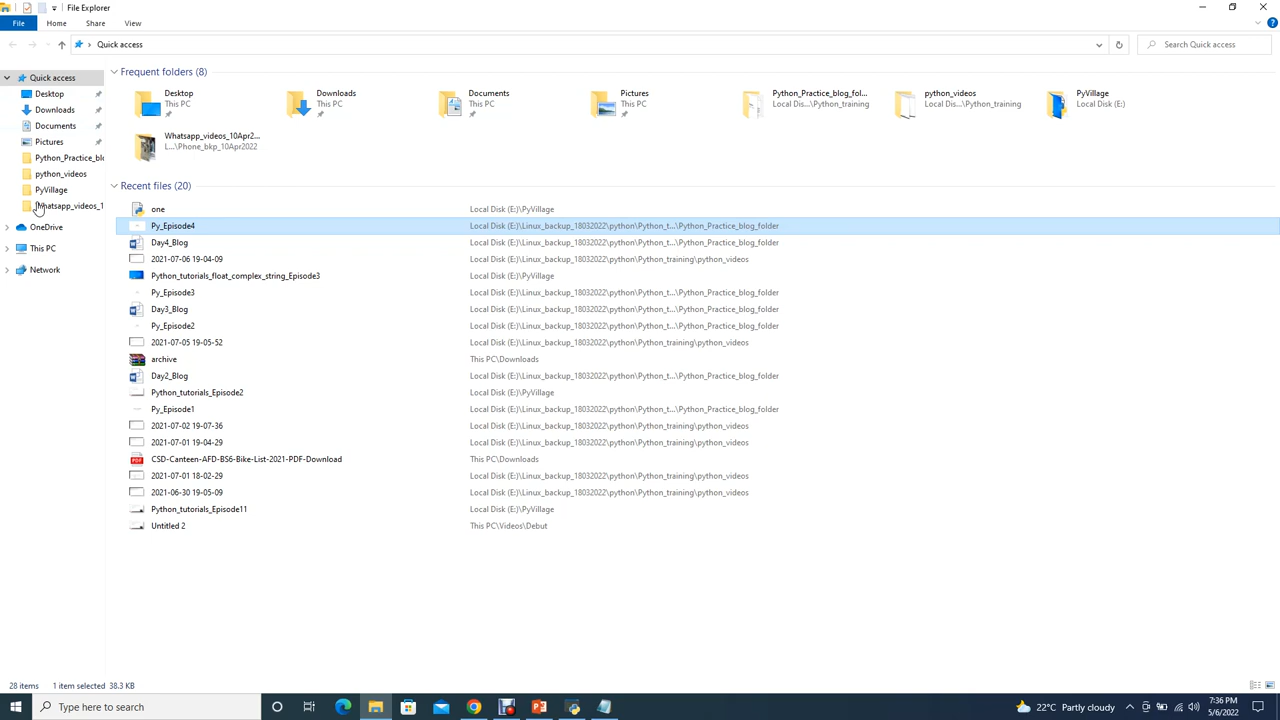 File Explorer
File Home Share View
Quick access
Search Quick access
Quick access
Desktop
Downloads
Documents
Pictures
Python_Practice_blo
python_videos
PyVillage
Whatsapp_videos_1
OneDrive
This PC
Network
Frequent folders (8)
Desktop
This PC
Downloads
This PC
Documents
This PC
Pictures
This PC
Python_Practice_blog_fol...
Local Dis...\Python_training
python_videos
Local Dis...\Python_training
PyVillage
Local Disk (E:)
Whatsapp_videos_10Apr2...
L...\Phone_bkp_10Apr2022
Recent files (20)
one Local Disk (E:)\PyVillage
Py_Episode4 Local Disk (E:)\Linux_backup_18032022\python\Python_t...\Python_Practice_blog_folder
Day4_Blog Local Disk (E:)\Linux_backup_18032022\python\Python_t...\Python_Practice_blog_folder
2021-07-06 19-04-09 Local Disk (E:)\Linux_backup_18032022\python\Python_training\python_videos
Python_tutorials_float_complex_string_Episode3 Local Disk (E:)\PyVillage
Py_Episode3 Local Disk (E:)\Linux_backup_18032022\python\Python_t...\Python_Practice_blog_folder
Day3_Blog Local Disk (E:)\Linux_backup_18032022\python\Python_t...\Python_Practice_blog_folder
Py_Episode2 Local Disk (E:)\Linux_backup_18032022\python\Python_t...\Python_Practice_blog_folder
2021-07-05 19-05-52 Local Disk (E:)\Linux_backup_18032022\python\Python_training\python_videos
archive This PC\Downloads
Day2_Blog Local Disk (E:)\Linux_backup_18032022\python\Python_t...\Python_Practice_blog_folder
Python_tutorials_Episode2 Local Disk (E:)\PyVillage
Py_Episode1 Local Disk (E:)\Linux_backup_18032022\python\Python_t...\Python_Practice_blog_folder
2021-07-02 19-07-36 Local Disk (E:)\Linux_backup_18032022\python\Python_training\python_videos
2021-07-01 19-04-29 Local Disk (E:)\Linux_backup_18032022\python\Python_training\python_videos
CSD-Canteen-AFD-BS6-Bike-List-2021-PDF-Download This PC\Downloads
2021-07-01 18-02-29 Local Disk (E:)\Linux_backup_18032022\python\Python_training\python_videos
2021-06-30 19-05-09 Local Disk (E:)\Linux_backup_18032022\python\Python_training\python_videos
Python_tutorials_Episode11 Local Disk (E:)\PyVillage
Untitled 2 This PC\Videos\Debut
28 items 1 item selected 38.3 KB
Type here to search
22°C Partly cloudy
7:36 PM
5/6/2022